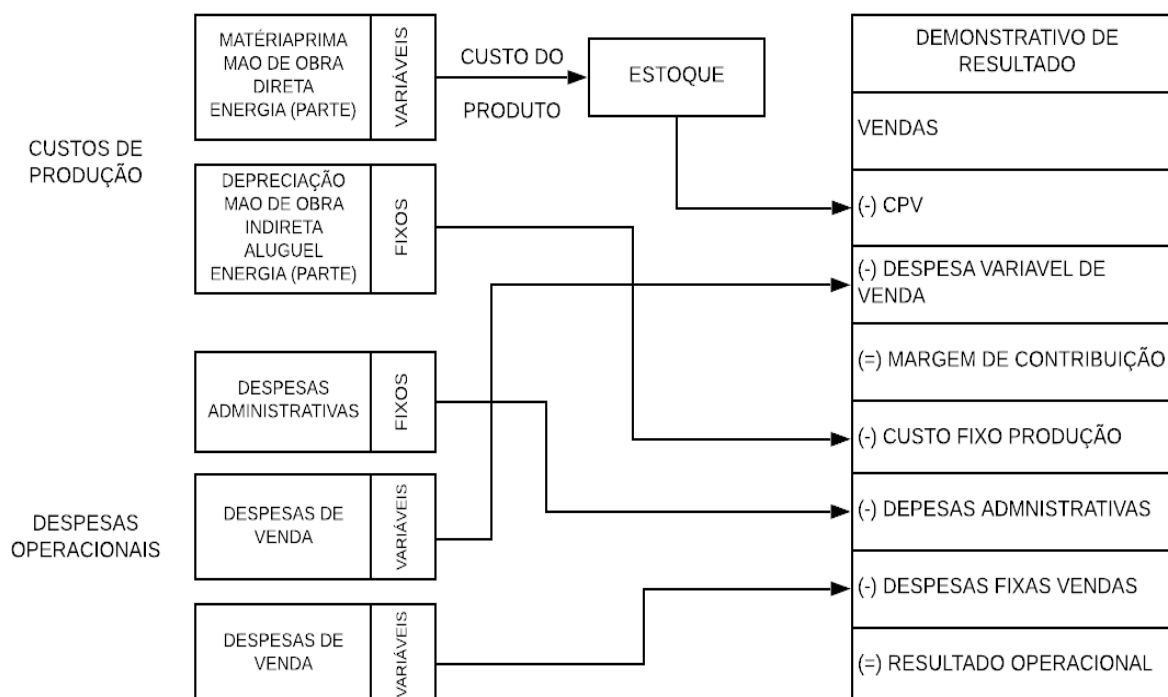 CUSTOS DE
PRODUÇÃO
MATÉRIAPRIMA
MAO DE OBRA
DIRETA
ENERGIA (PARTE)
VARIÁVEIS
CUSTO DO
PRODUTO
ESTOQUE
DEPRECIAÇÃO
MAO DE OBRA
INDIRETA
ALUGUEL
ENERGIA (PARTE)
FIXOS
DESPESAS
OPERACIONAIS
DESPESAS
ADMINISTRATIVAS
FIXOS
DESPESAS DE
VENDA
VARIÁVEIS
DESPESAS DE
VENDA
VARIÁVEIS
DEMONSTRATIVO DE
RESULTADO
VENDAS
(-) CPV
(-) DESPESA VARIAVEL DE
VENDA
(=) MARGEM DE CONTRIBUIÇÃO
(-) CUSTO FIXO PRODUÇÃO
(-) DEPESAS ADMNISTRATIVAS
(-) DESPESAS FIXAS VENDAS
(=) RESULTADO OPERACIONAL